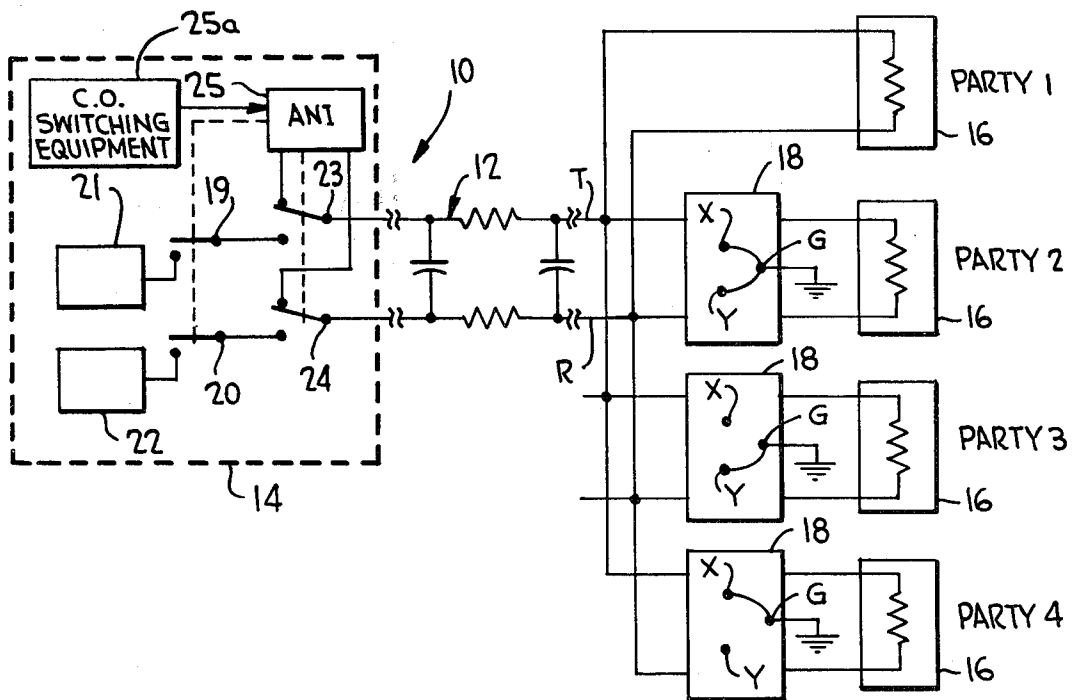 25a
25
C.O.
SWITCHING
EQUIPMENT
ANI
10
21
19
23
12
T
20
24
R
22
14
16
PARTY 1
18
X
G
Y
PARTY 2
16
18
X
G
Y
PARTY 3
16
18
X
G
Y
PARTY 4
16